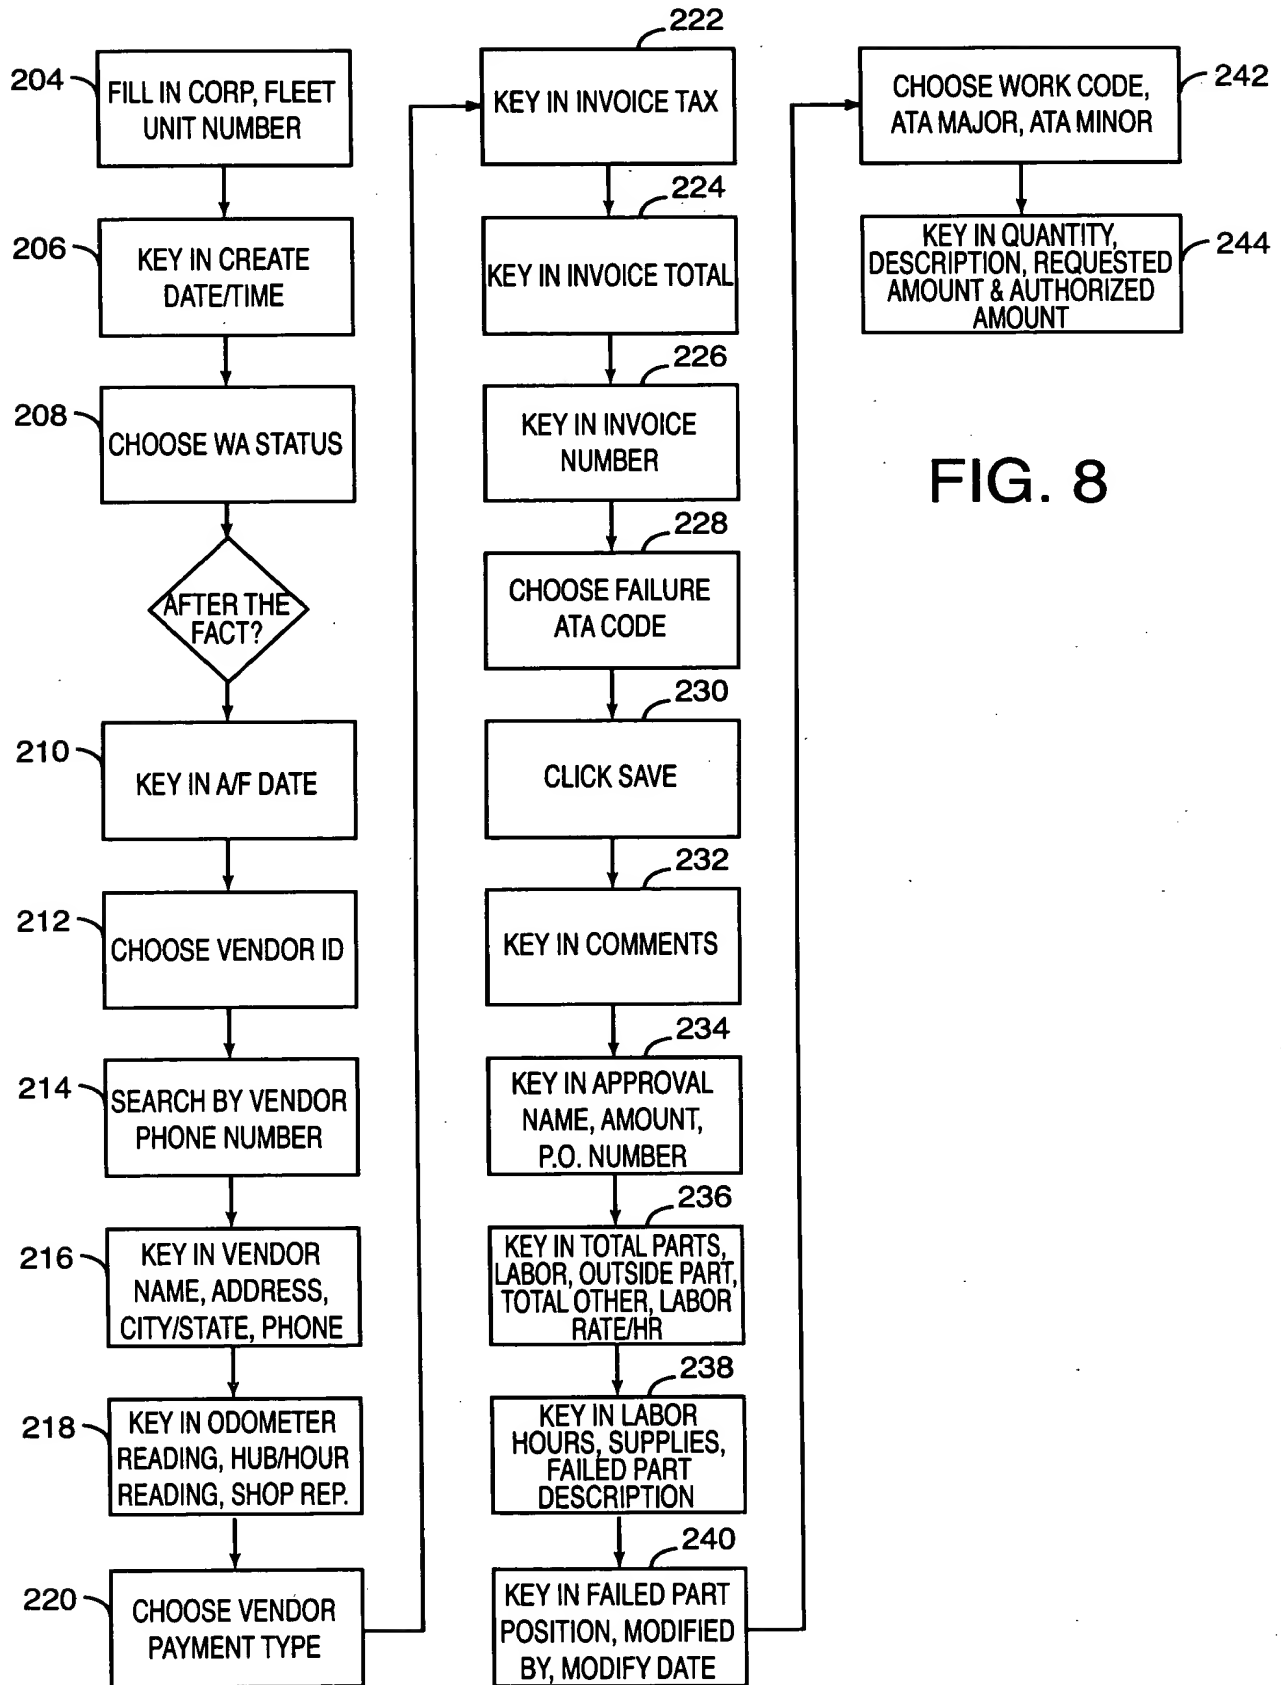 204
FILL IN CORP, FLEET
UNIT NUMBER
206
KEY IN CREATE
DATE/TIME
208
CHOOSE WA STATUS
AFTER THE
FACT?
210
KEY IN A/F DATE
212
CHOOSE VENDOR ID
214
SEARCH BY VENDOR
PHONE NUMBER
216
KEY IN VENDOR
NAME, ADDRESS,
CITY/STATE, PHONE
218
KEY IN ODOMETER
READING, HUB/HOUR
READING, SHOP REP.
220
CHOOSE VENDOR
PAYMENT TYPE
222
KEY IN INVOICE TAX
224
KEY IN INVOICE TOTAL
226
KEY IN INVOICE
NUMBER
228
CHOOSE FAILURE
ATA CODE
230
CLICK SAVE
232
KEY IN COMMENTS
234
KEY IN APPROVAL
NAME, AMOUNT,
P.O. NUMBER
236
KEY IN TOTAL PARTS,
LABOR, OUTSIDE PART,
TOTAL OTHER, LABOR
RATE/HR
238
KEY IN LABOR
HOURS, SUPPLIES,
FAILED PART
DESCRIPTION
240
KEY IN FAILED PART
POSITION, MODIFIED
BY, MODIFY DATE
242
CHOOSE WORK CODE,
ATA MAJOR, ATA MINOR
244
KEY IN QUANTITY,
DESCRIPTION, REQUESTED
AMOUNT & AUTHORIZED
AMOUNT
FIG. 8